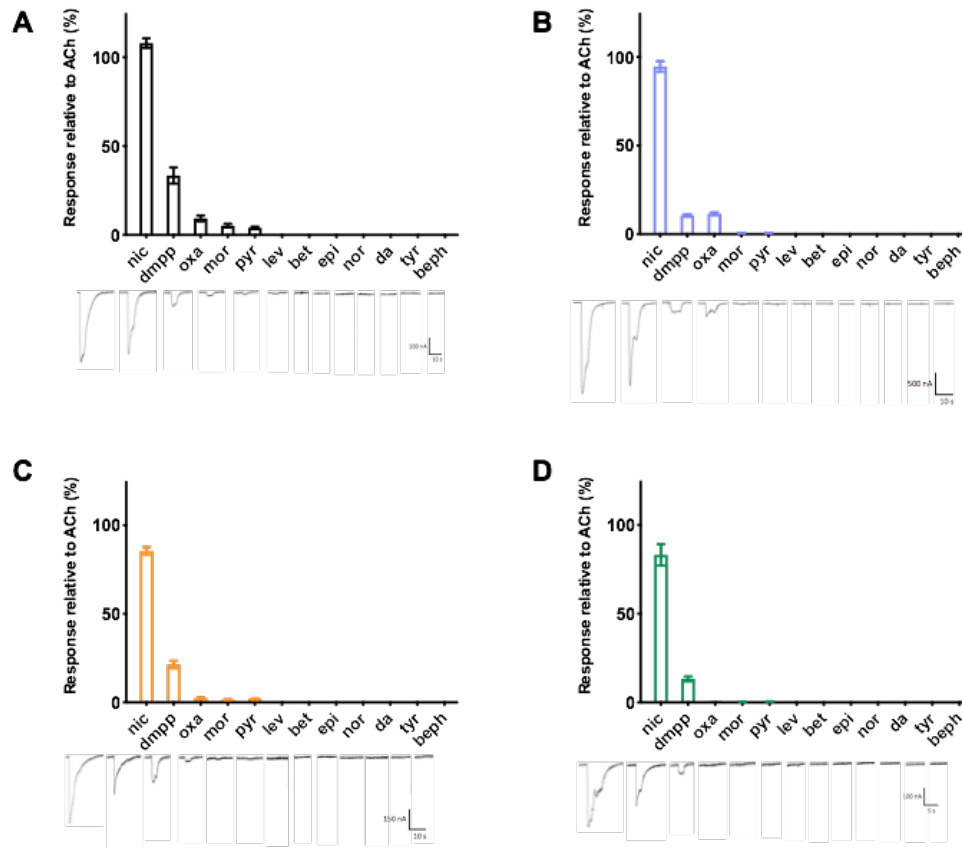 A
Response relative to ACh (%)
100
50
0
nic
dmpp
oxa
mor
pyr
lev
bet
epi
nor
da
tyr
beph
100 nA
10 s
B
Response relative to ACh (%)
100
50
0
nic
dmpp
oxa
mor
pyr
lev
bet
epi
nor
da
tyr
beph
500 nA
10 s
C
Response relative to ACh (%)
100
50
0
nic
dmpp
oxa
mor
pyr
lev
bet
epi
nor
da
tyr
beph
150 nA
10 s
D
Response relative to ACh (%)
100
50
0
nic
dmpp
oxa
mor
pyr
lev
bet
epi
nor
da
tyr
beph
100 nA
5 s